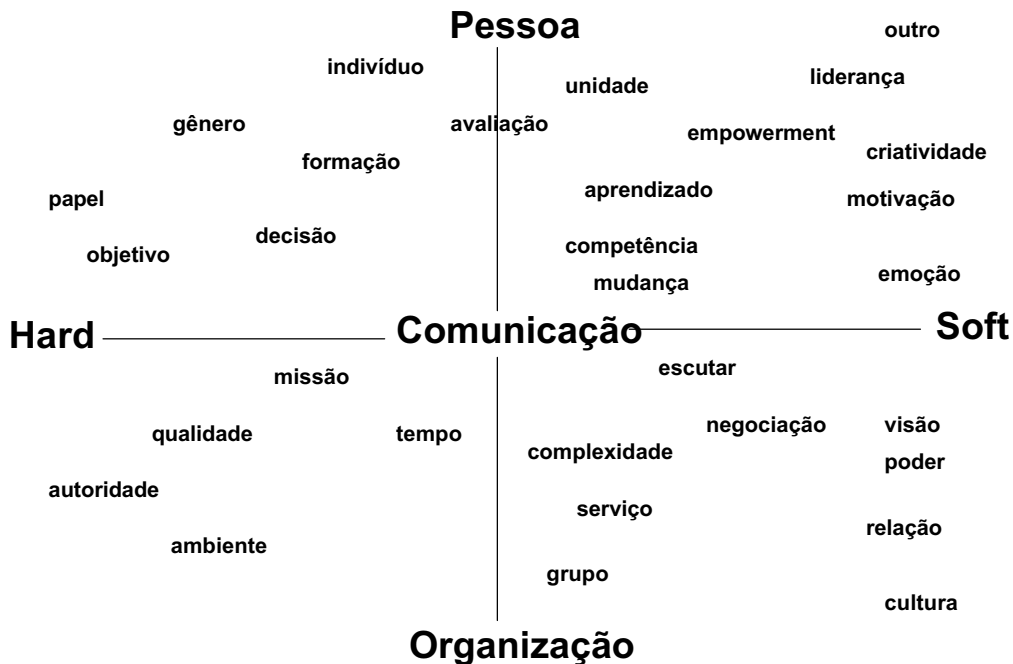 Pessoa
outro
indivíduo
unidade
liderança
gênero
avaliação
empowerment
criatividade
formação
aprendizado
motivação
papel
decisão
competência
objetivo
mudança
emoção
Hard
Comunicação
Soft
missão
escutar
qualidade
tempo
negociação
visão
complexidade
poder
autoridade
serviço
relação
ambiente
grupo
cultura
Organização